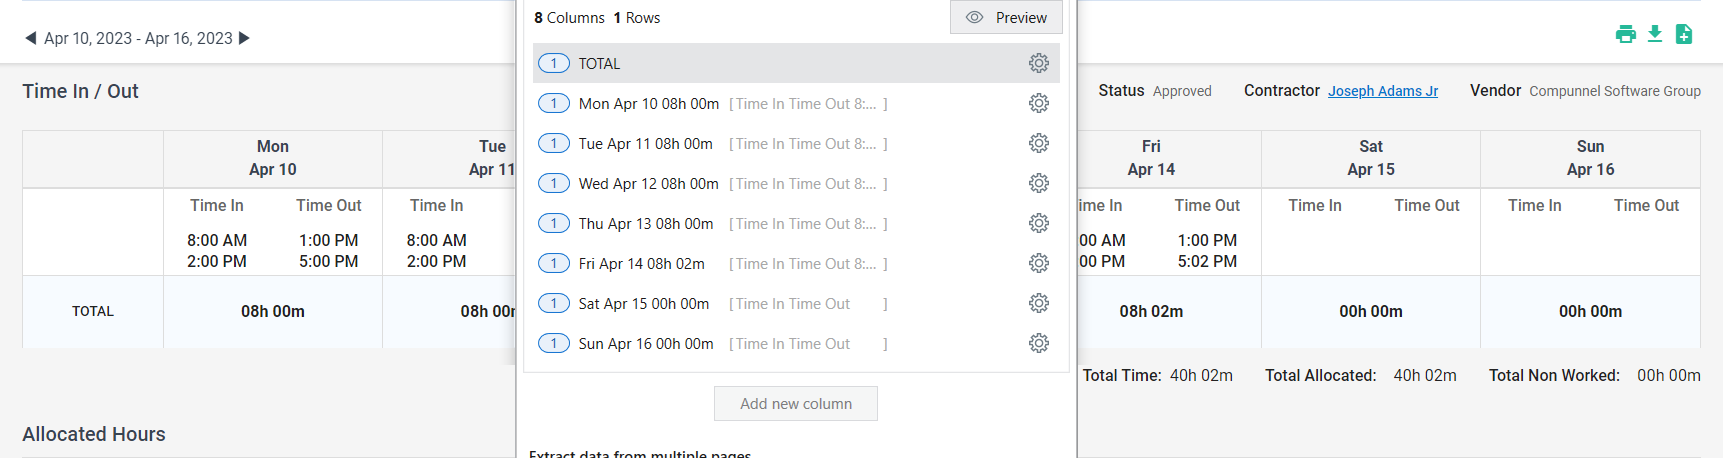 8 Columns 1 Rows
Preview
Apr 10, 2023 - Apr 16, 2023
Time In / Out
Status Approved Contractor Joseph Adams Jr Vendor Compunnel Software Group
1 TOTAL
1 Mon Apr 10 08h 00m [Time In Time Out 8:... ]
1 Tue Apr 11 08h 00m [Time In Time Out 8:... ]
1 Wed Apr 12 08h 00m [Time In Time Out 8:... ]
1 Thu Apr 13 08h 00m [Time In Time Out 8:... ]
1 Fri Apr 14 08h 02m [Time In Time Out 8:... ]
1 Sat Apr 15 00h 00m [Time In Time Out ]
1 Sun Apr 16 00h 00m [Time In Time Out ]
Add new column
Extract data from multiple pages
Mon Tue Fri Sat Sun
Apr 10 Apr 11 Apr 14 Apr 15 Apr 16
Time In Time Out Time In ime In Time Out Time In Time Out Time In Time Out
8:00 AM 1:00 PM 8:00 AM 00 AM 1:00 PM
2:00 PM 5:00 PM 2:00 PM 00 PM 5:02 PM
TOTAL 08h 00m 08h 00m 08h 02m 00h 00m 00h 00m
Total Time: 40h 02m Total Allocated: 40h 02m Total Non Worked: 00h 00m
Allocated Hours